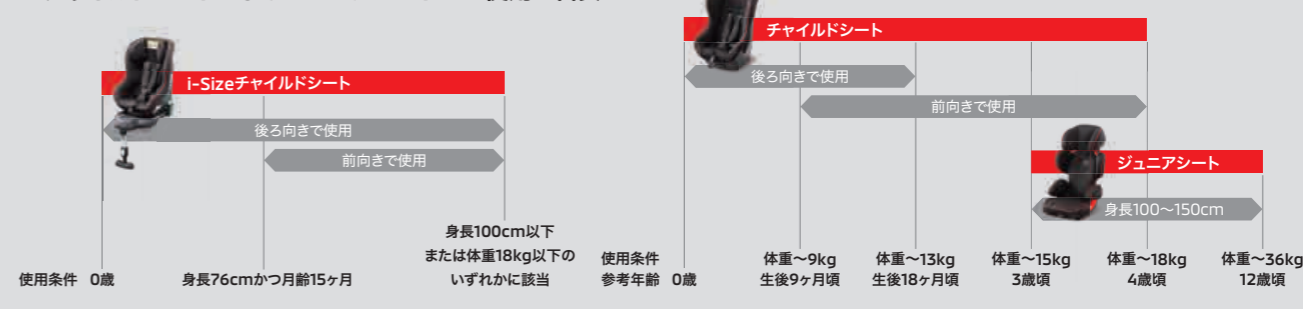 i-Sizeチャイルドシート
後ろ向きで使用
前向きで使用
使用条件 0歳
身長76cmかつ月齢15ヶ月
身長100cm以下
または体重18kg以下の
いずれかに該当
チャイルドシート
後ろ向きで使用
前向きで使用
ジュニアシート
身長100〜150cm
使用条件
参考年齢 0歳
体重〜9kg
生後9ヶ月頃
体重〜13kg
生後18ヶ月頃
体重〜15kg
3歳頃
体重〜18kg
4歳頃
体重〜36kg
12歳頃